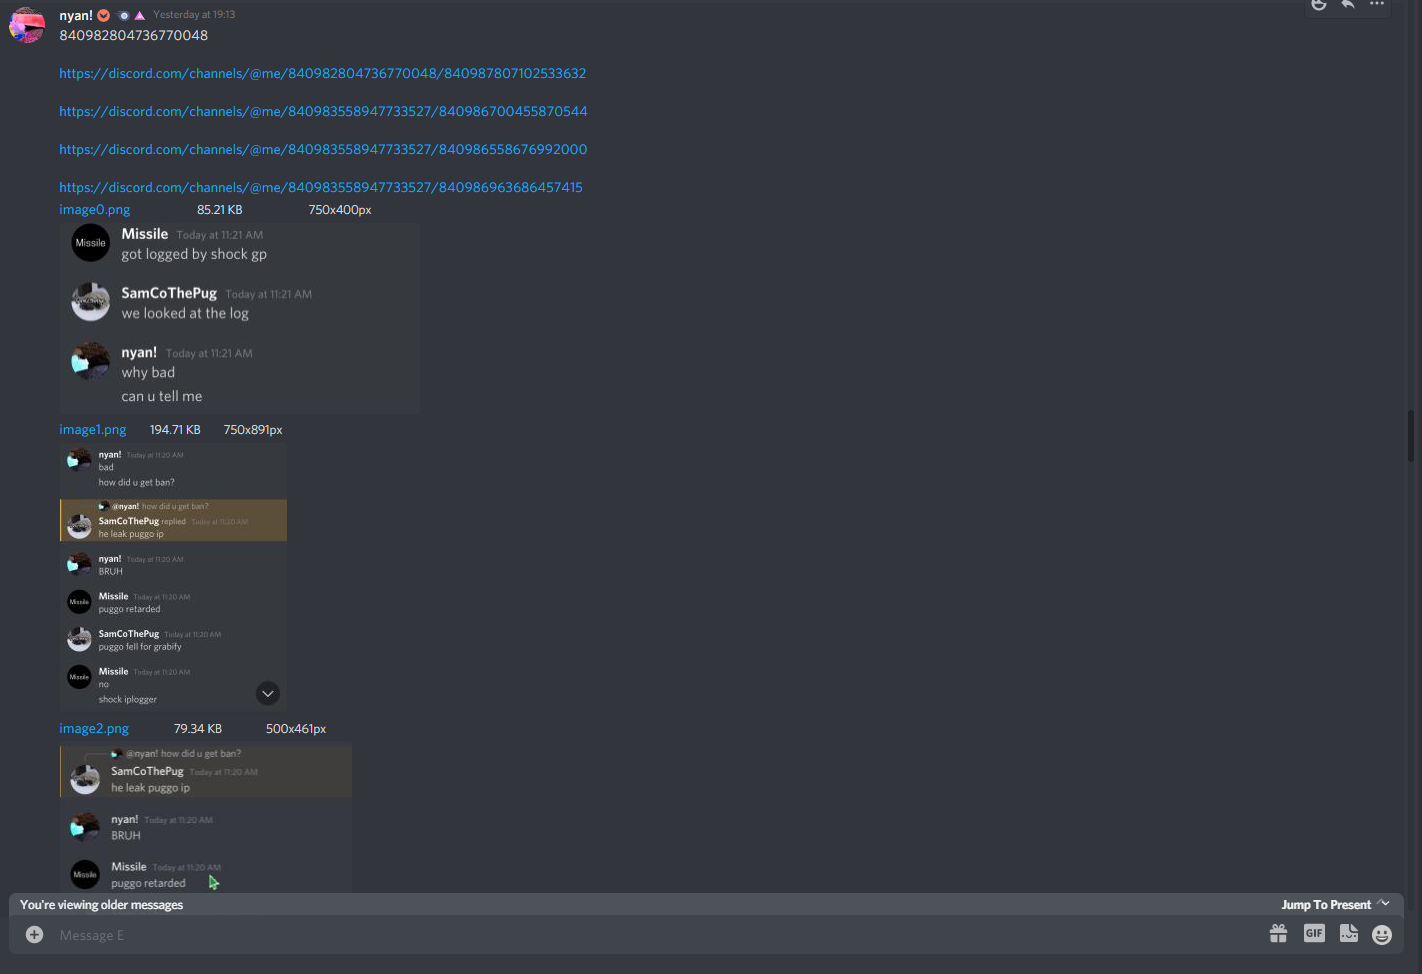 nyan! Yesterday at 19:13
840982804736770048
https://discord.com/channels/@me/840982804736770048/840987807102533632
https://discord.com/channels/@me/840983558947733527/840986700455870544
https://discord.com/channels/@me/840983558947733527/840986558676992000
https://discord.com/channels/@me/840983558947733527/840986963686457415
image0.png 85.21 KB 750x400px
Missile
Missile Today at 11:21 AM
got logged by shock gp
SamCoThePug Today at 11:21 AM
we looked at the log
nyan! Today at 11:21 AM
why bad
can u tell me
image1.png 194.71 KB 750x891px
nyan! Today at 11:20 AM
bad
how did u get ban?
@nyan! how did u get ban?
SamCoThePug replied Today at 11:20 AM
he leak puggo ip
nyan! Today at 11:20 AM
BRUH
Missile
Missile Today at 11:20 AM
puggo retarded
SamCoThePug Today at 11:20 AM
puggo fell for grabify
Missile
Missile Today at 11:20 AM
no
shock iplogger
image2.png 79.34 KB 500x461px
@nyan! how did u get ban?
SamCoThePug Today at 11:20 AM
he leak puggo ip
nyan! Today at 11:20 AM
BRUH
Missile
Missile Today at 11:20 AM
puggo retarded
You're viewing older messages Jump To Present
Message E GIF